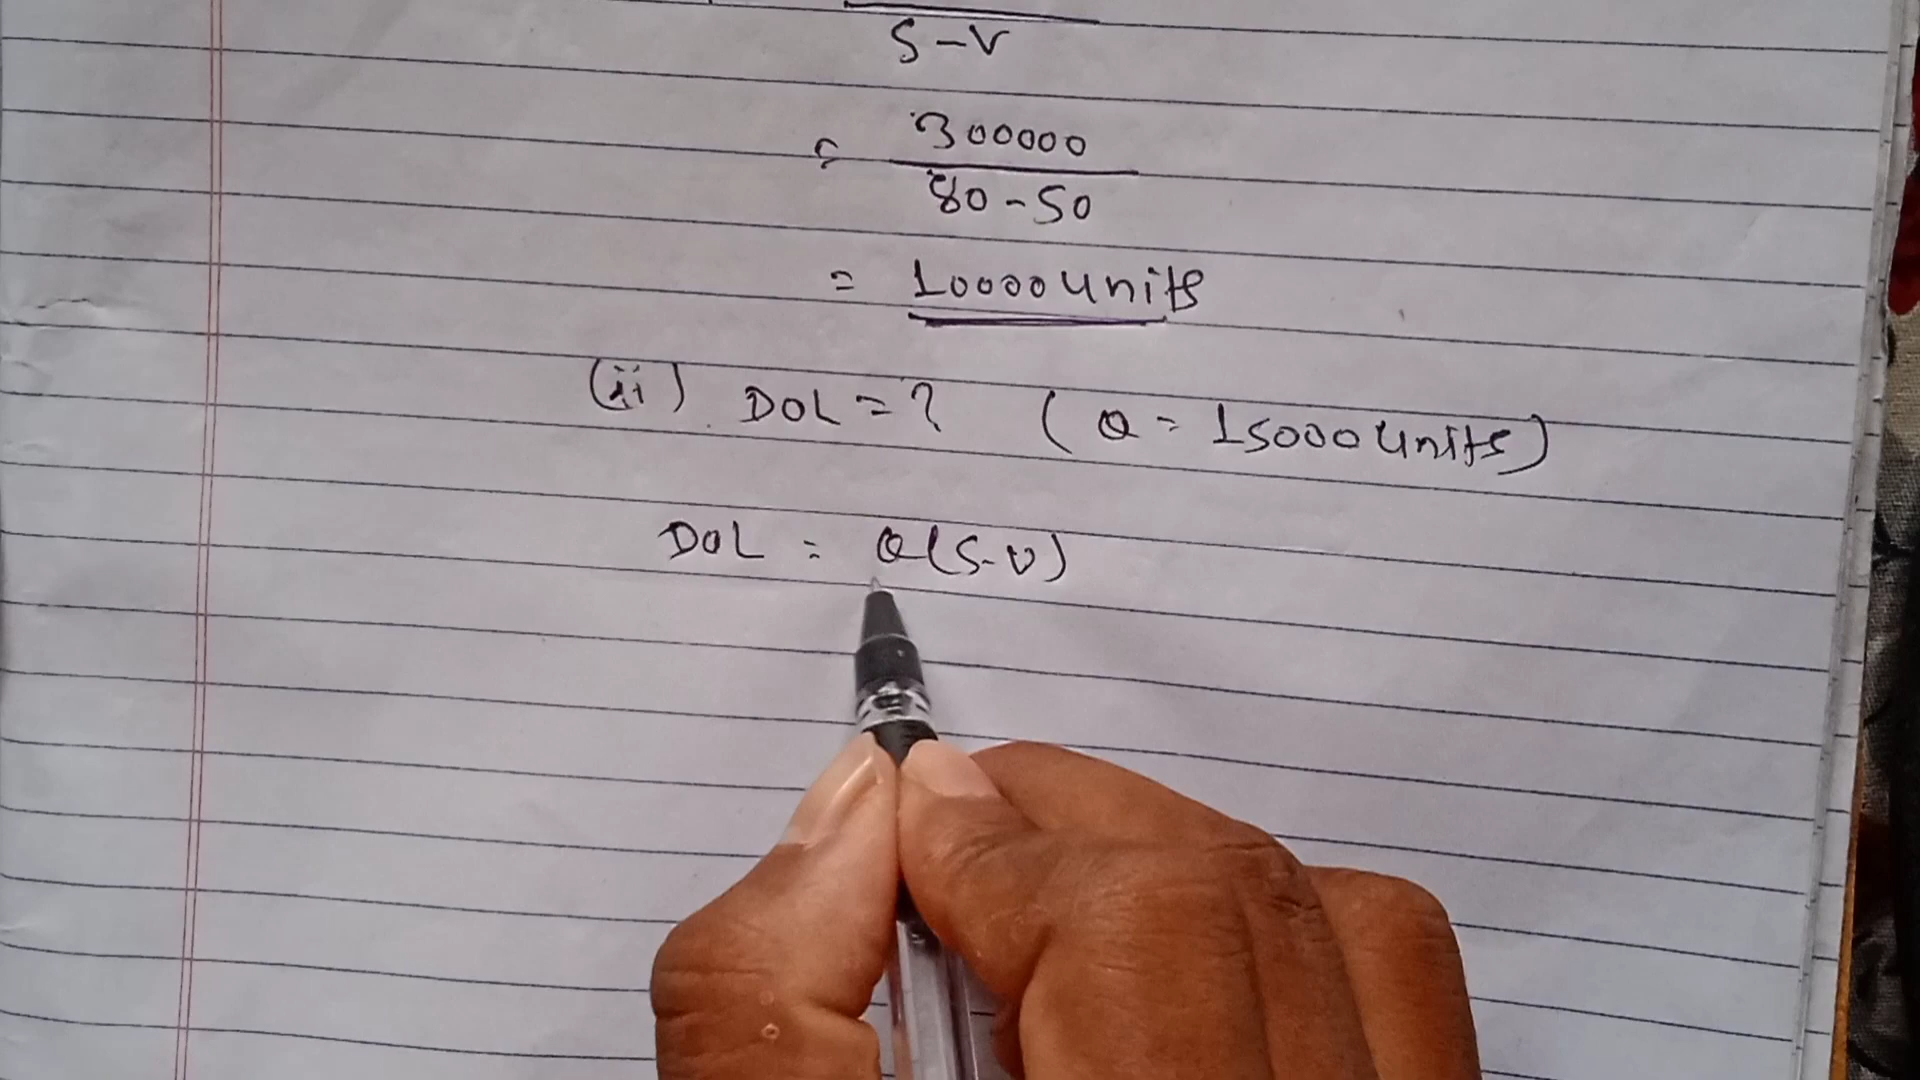 S-V
= 300000
80-50
= 10000 units
(ii) DOL = ? (Q = 15000 units)
DOL = Q(S-V)